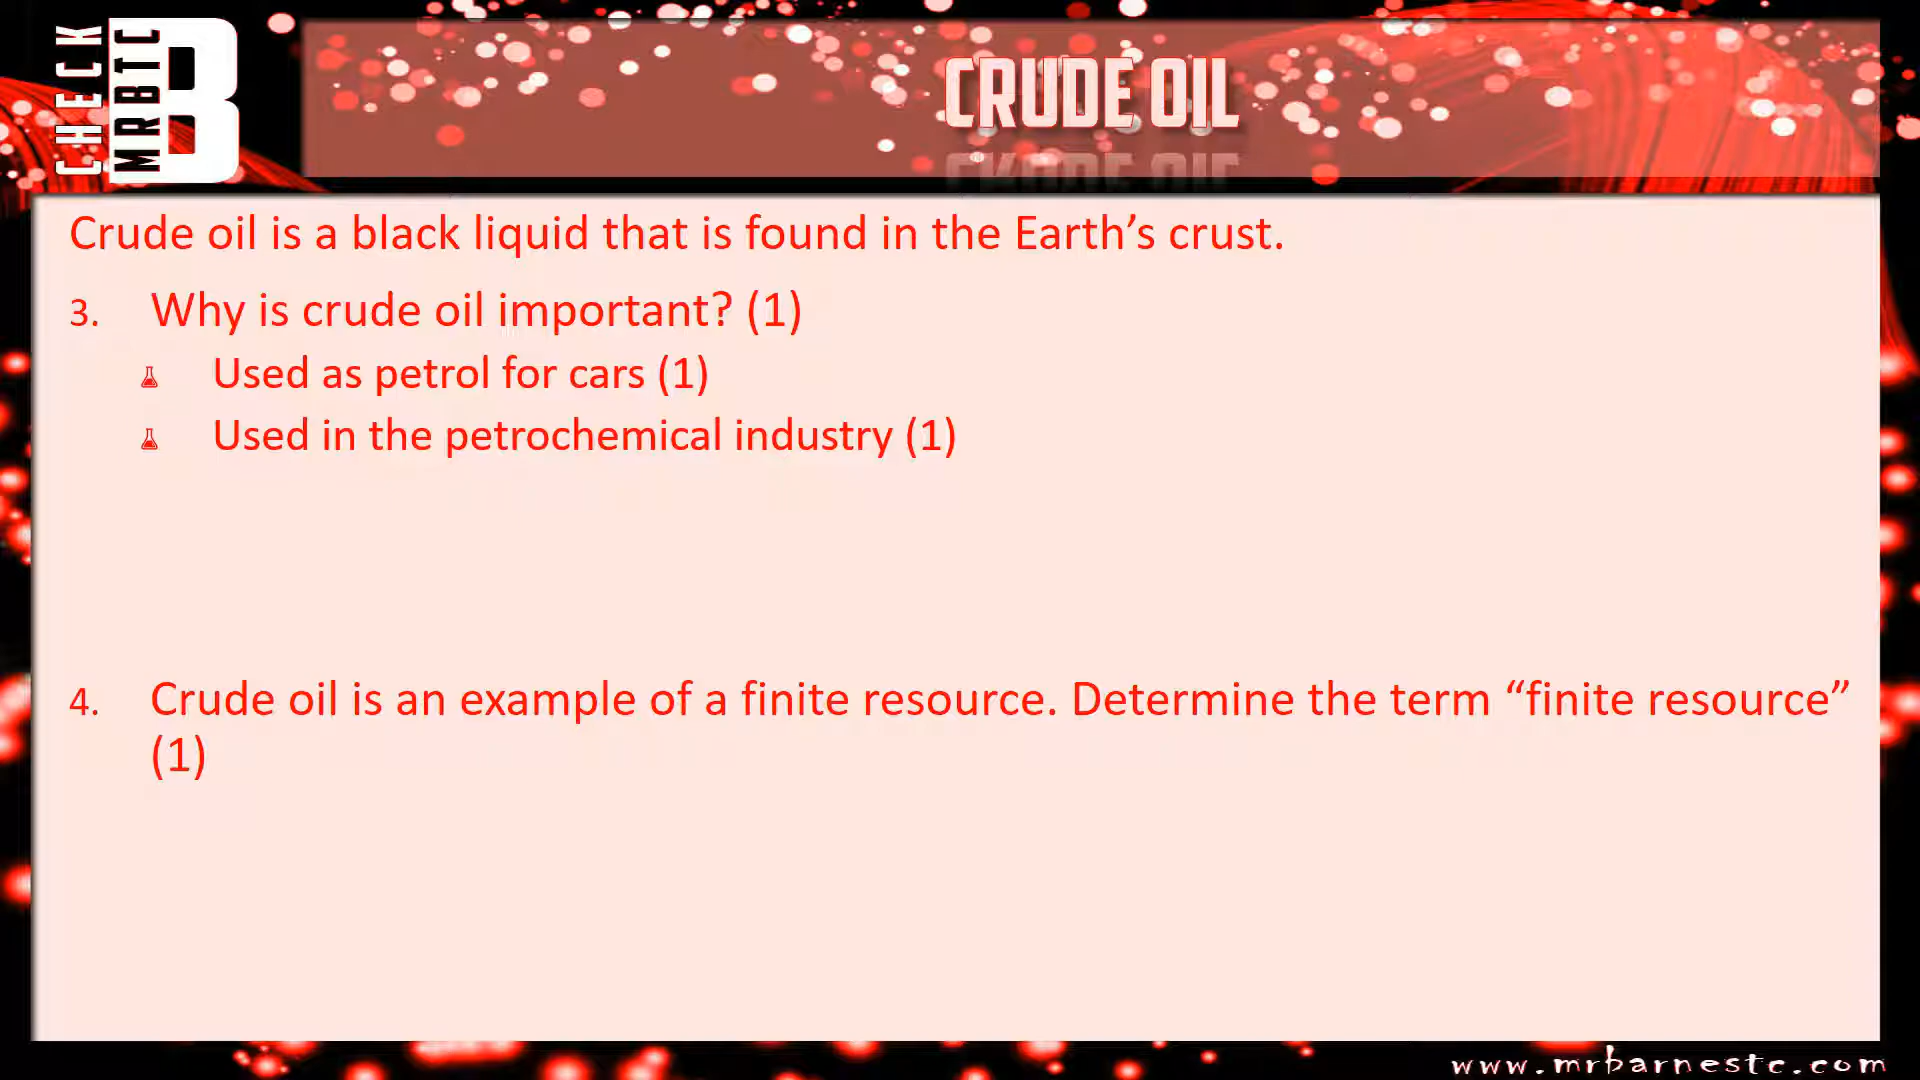 CHECK
MRBTC
B
CRUDE OIL
Crude oil is a black liquid that is found in the Earth’s crust.
3. Why is crude oil important? (1)
Used as petrol for cars (1)
Used in the petrochemical industry (1)
4. Crude oil is an example of a finite resource. Determine the term “finite resource”
(1)
www.mrbarnestc.com